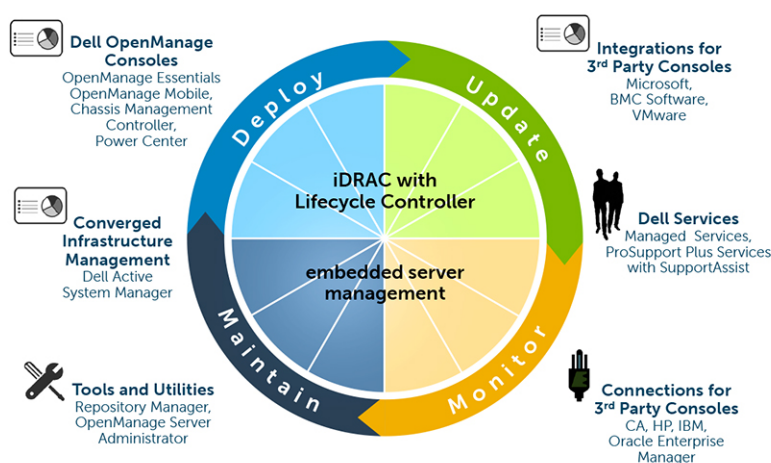 Dell OpenManage
Consoles
OpenManage Essentials
OpenManage Mobile,
Chassis Management
Controller,
Power Center
Converged
Infrastructure
Management
Dell Active
System Manager
Tools and Utilities
Repository Manager,
OpenManage Server
Administrator
Deploy
Update
Monitor
Maintain
iDRAC with
Lifecycle Controller
embedded server
management
Integrations for
3rd Party Consoles
Microsoft,
BMC Software,
VMware
Dell Services
Managed Services,
ProSupport Plus Services
with SupportAssist
Connections for
3rd Party Consoles
CA, HP, IBM,
Oracle Enterprise
Manager